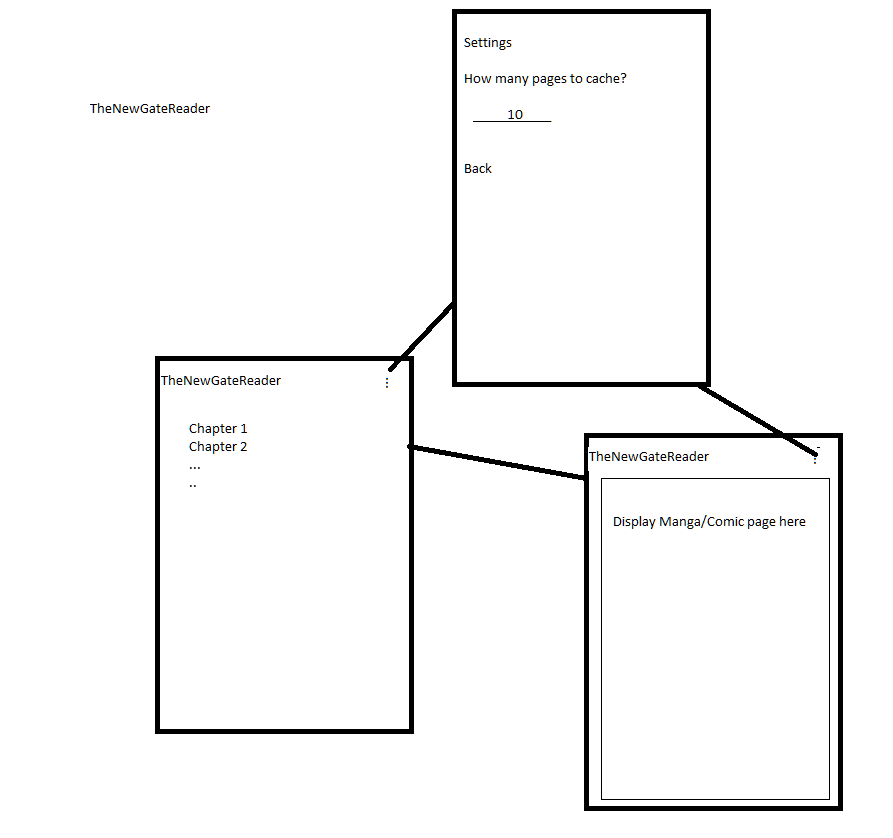 TheNewGateReader
Settings
How many pages to cache?
10
Back
TheNewGateReader
⋮
Chapter 1
Chapter 2
...
..
TheNewGateReader
⋮
Display Manga/Comic page here